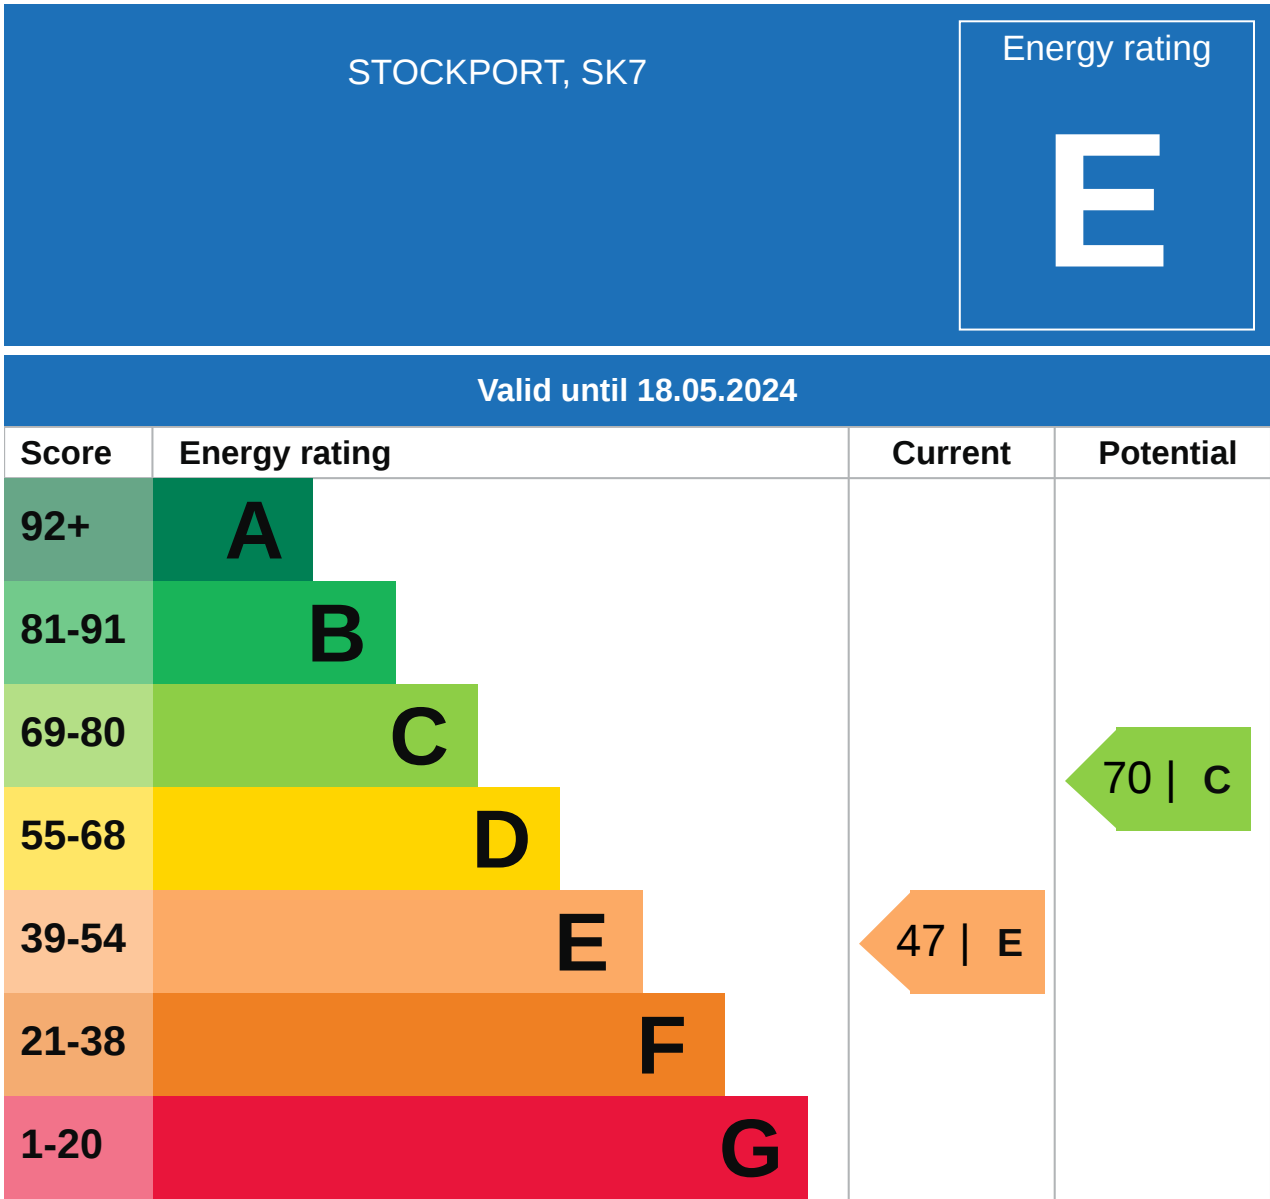 STOCKPORT, SK7
Energy rating
E
Valid until 18.05.2024
Score Energy rating Current Potential
92+ A
81-91 B
69-80 C
70 | C
55-68 D
39-54 E 47 | E
21-38 F
1-20 G